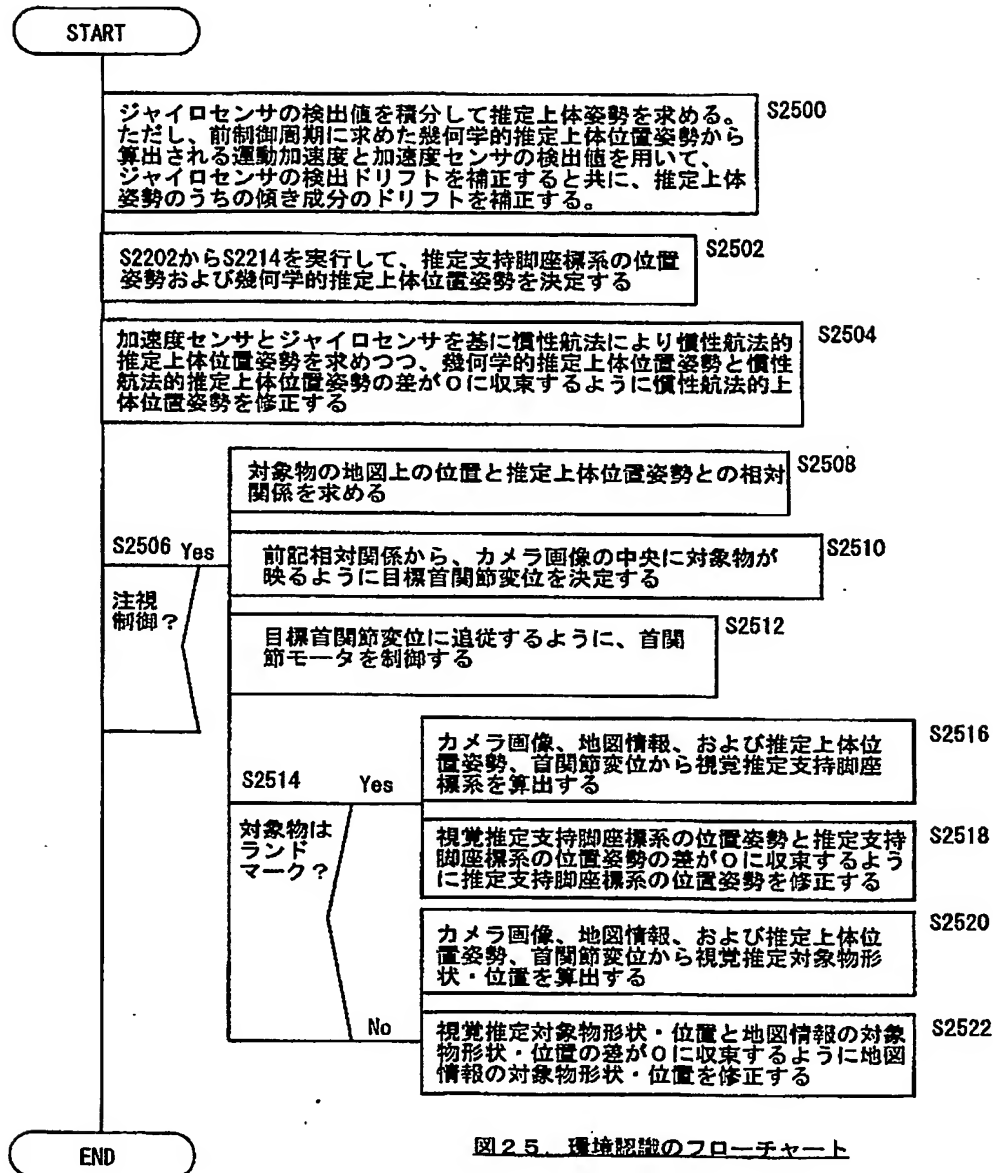 START
ジャイロセンサの検出値を積分して推定上体姿勢を求める。
ただし、前制御周期に求めた幾何学的推定上体位置姿勢から
算出される運動加速度と加速度センサの検出値を用いて、
ジャイロセンサの検出ドリフトを補正すると共に、推定上体
姿勢のうちの傾き成分のドリフトを補正する。
S2500
S2202からS2214を実行して、推定支持脚座標系の位置
姿勢および幾何学的推定上体位置姿勢を決定する
S2502
加速度センサとジャイロセンサを基に慣性航法により慣性航法的
推定上体位置姿勢を求めつつ、幾何学的推定上体位置姿勢と慣性
航法的推定上体位置姿勢の差が0に収束するように慣性航法的上
体位置姿勢を修正する
S2504
S2506 Yes
注視
制御?
対象物の地図上の位置と推定上体位置姿勢との相対
関係を求める
S2508
前記相対関係から、カメラ画像の中央に対象物が
映るように目標首関節変位を決定する
S2510
目標首関節変位に追従するように、首関
節モータを制御する
S2512
S2514 Yes
対象物は
ランド
マーク?
カメラ画像、地図情報、および推定上体位
置姿勢、首関節変位から視覚推定支持脚座
標系を算出する
S2516
視覚推定支持脚座標系の位置姿勢と推定支持
脚座標系の位置姿勢の差が0に収束するよう
に推定支持脚座標系の位置姿勢を修正する
S2518
カメラ画像、地図情報、および推定上体位
置姿勢、首関節変位から視覚推定対象物形
状・位置を算出する
S2520
No
視覚推定対象物形状・位置と地図情報の対象
物形状・位置の差が0に収束するように地図
情報の対象物形状・位置を修正する
S2522
END
図25、環境認識のフローチャート